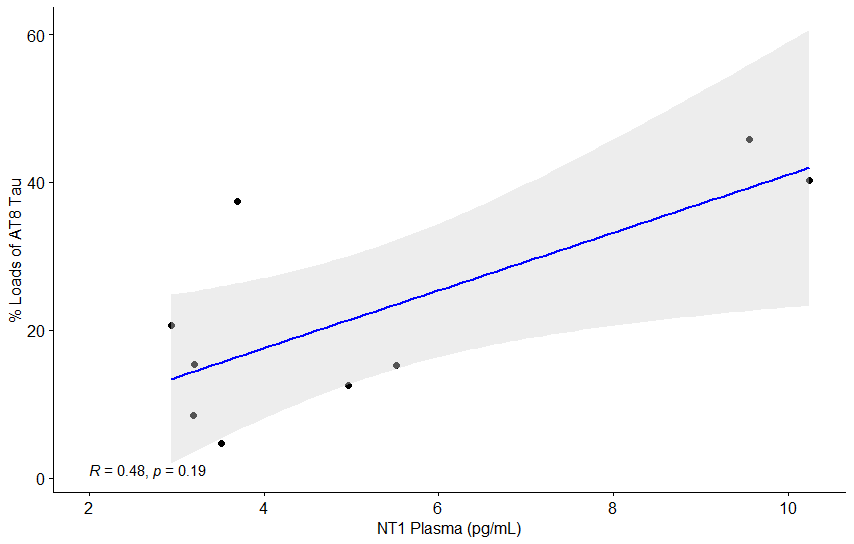 60
40
20
0
% Loads of AT8 Tau
R = 0.48, p = 0.19
2 4 6 8 10
NT1 Plasma (pg/mL)